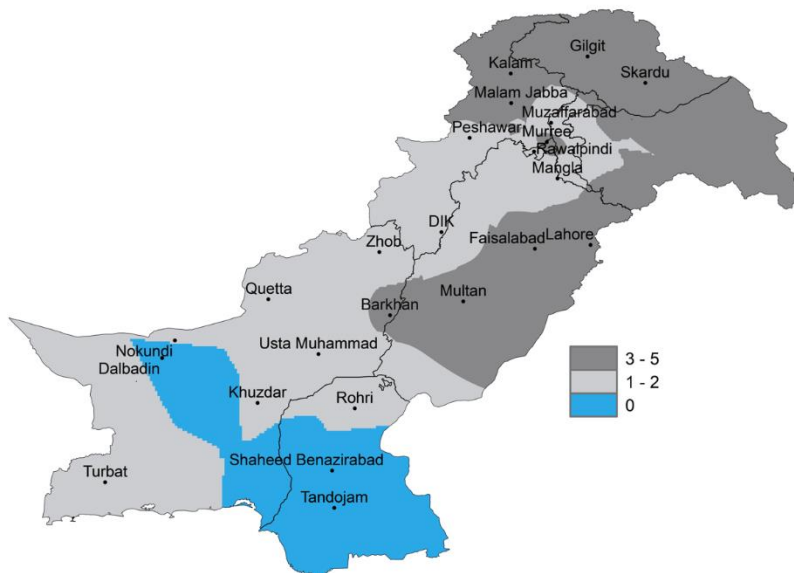 Gilgit
Kalam
Skardu
Malam Jabba
Muzaffarabad
Peshawar
Murree
Rawalpindi
Mangla
DIK
Zhob
Faisalabad
Lahore
Quetta
Barkhan
Multan
Usta Muhammad
Nokundi
Dalbadin
3 - 5
1 - 2
0
Khuzdar
Rohri
Shaheed Benazirabad
Turbat
Tandojam